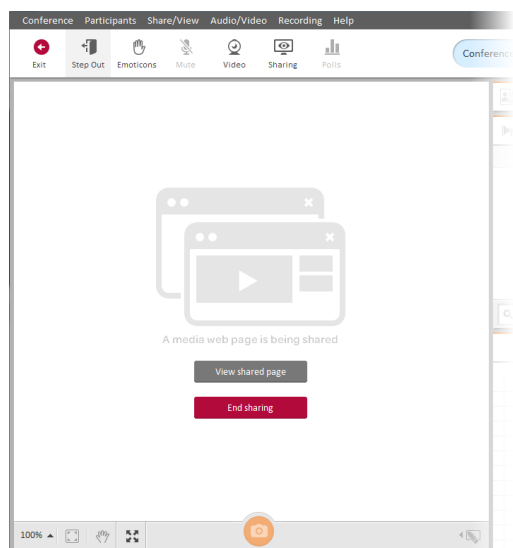 Conference Participants Share/View Audio/Video Recording Help
Exit Step Out Emoticons Mute Video Sharing Polls
Conference
A media web page is being shared
View shared page
End sharing
100%